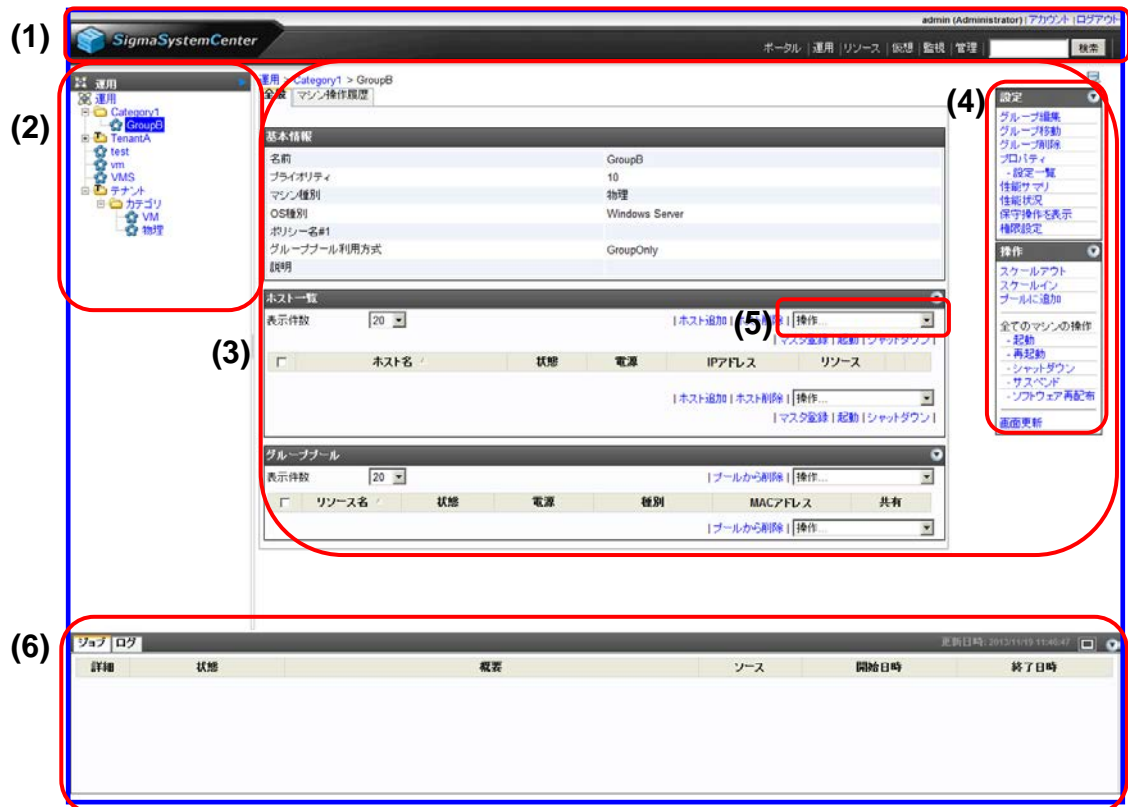 (1)
admin (Administrator) | アカウント | ログアウト
SigmaSystemCenter
ポータル | 運用 | リソース | 仮想 | 監視 | 管理 | 検索
(2)
運用
運用
Category1
GroupB
TenantA
test
vm
VMS
テナント
カテゴリ
VM
物理
(3)
運用 > Category1 > GroupB
全般 マシン操作履歴
基本情報
名前 GroupB
プライオリティ 10
マシン種別 物理
OS種別 Windows Server
ポリシー名#1
グループプール利用方式 GroupOnly
説明
ホスト一覧
表示件数 20 | ホスト追加 | ホストから削除 | 操作...
(5)
| マスタ登録 | 起動 | シャットダウン |
ホスト名 状態 電源 IPアドレス リソース
| ホスト追加 | ホスト削除 | 操作...
| マスタ登録 | 起動 | シャットダウン |
グループプール
表示件数 20 | プールから削除 | 操作...
リソース名 状態 電源 種別 MACアドレス 共有
| プールから削除 | 操作...
(4)
設定
グループ編集
グループ移動
グループ削除
プロパティ
- 設定一覧
性能サマリ
性能状況
保守操作を表示
権限設定
操作
スケールアウト
スケールイン
プールに追加
全てのマシンの操作
- 起動
- 再起動
- シャットダウン
- サスペンド
- ソフトウェア再配布
画面更新
(6)
ジョブ ログ 更新日時: 2013/11/19 11:46:47
詳細 状態 概要 ソース 開始日時 終了日時